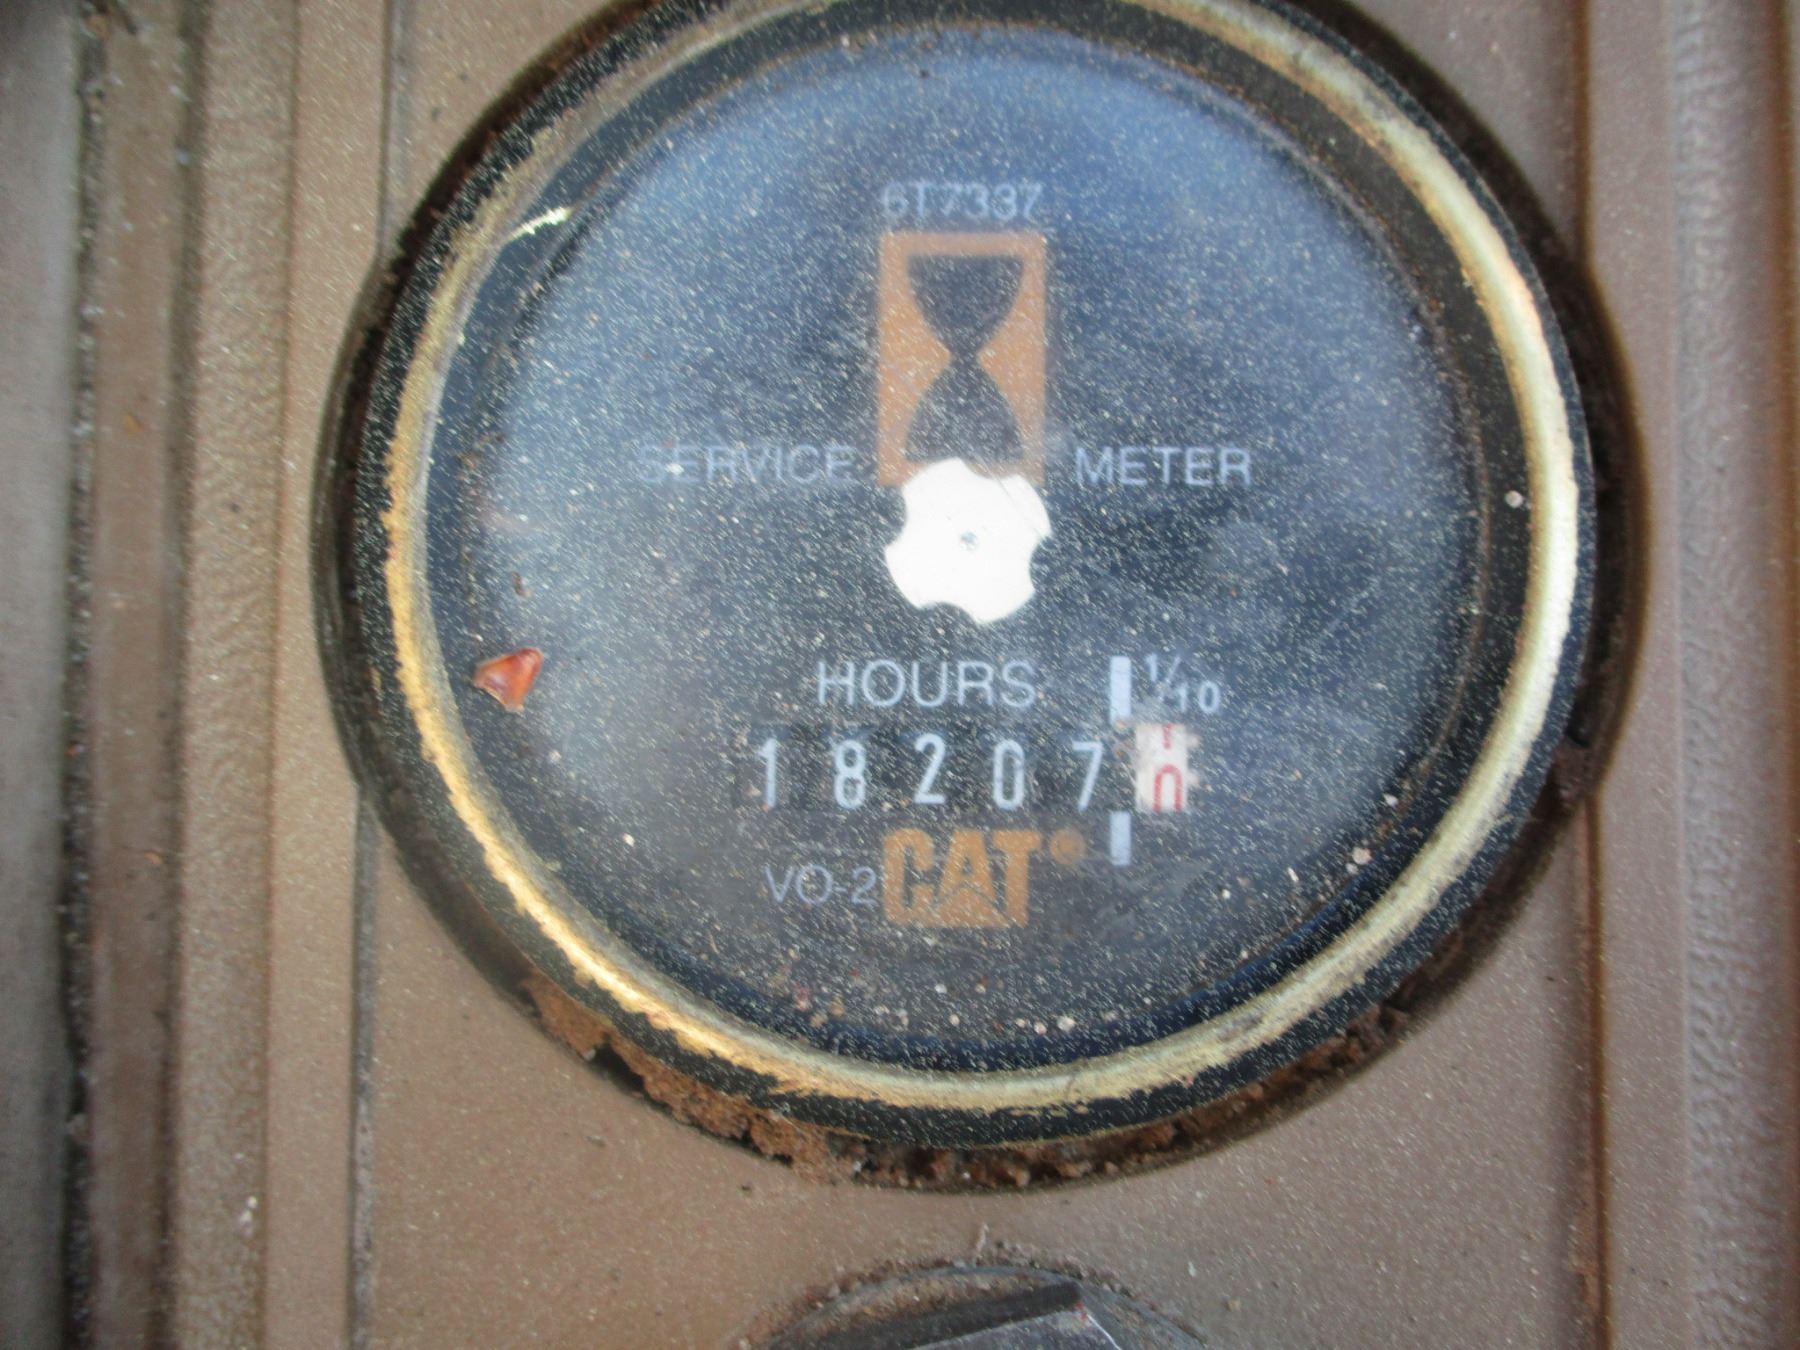 6T7337
SERVICE METER
HOURS 1/10
18207
VO-2 CAT®